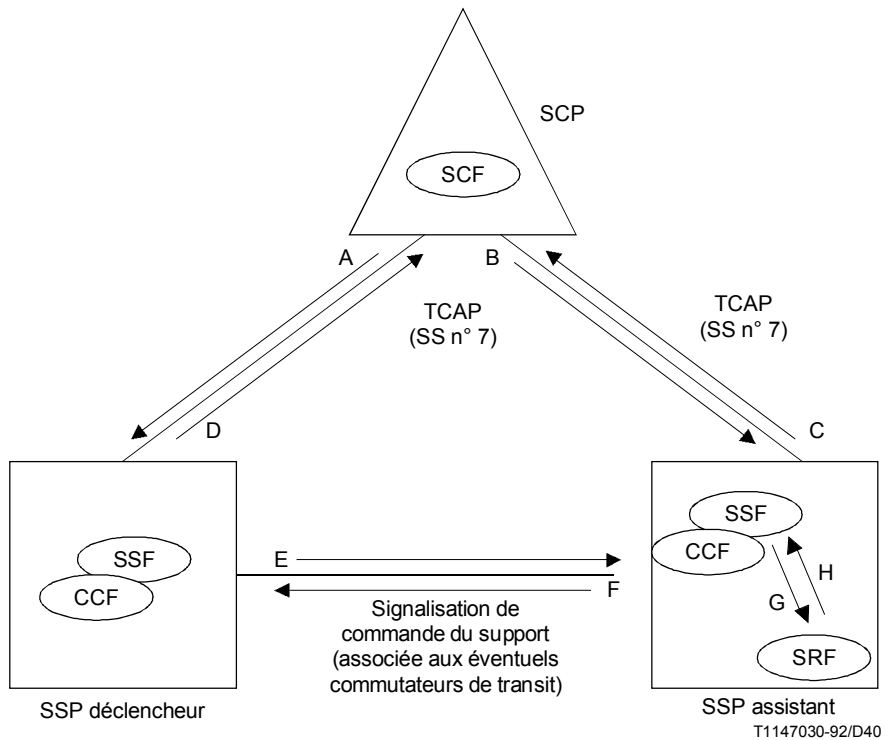 SCP
SCF
A
B
TCAP
(SS n° 7)
TCAP
(SS n° 7)
D
C
SSF
CCF
E
F
Signalisation de
commande du support
(associée aux éventuels
commutateurs de transit)
SSF
CCF
H
G
SRF
SSP déclencheur
SSP assistant
T1147030-92/D40